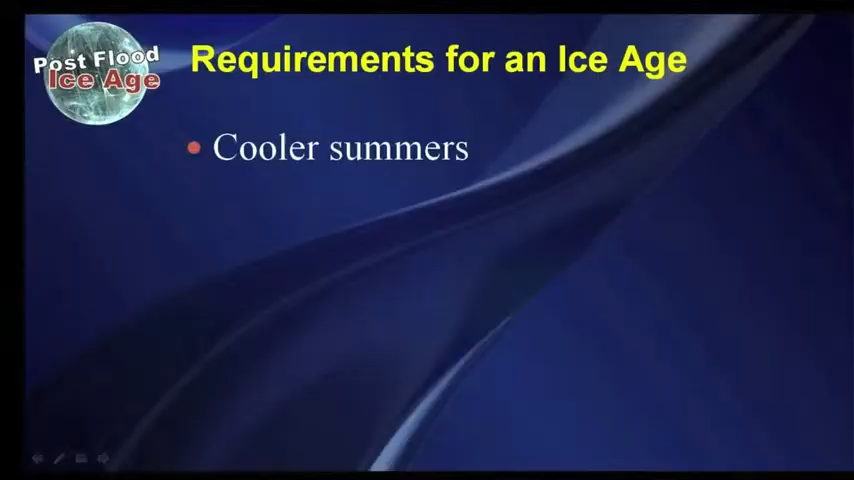 Post Flood
Ice Age
Requirements for an Ice Age
• Cooler summers